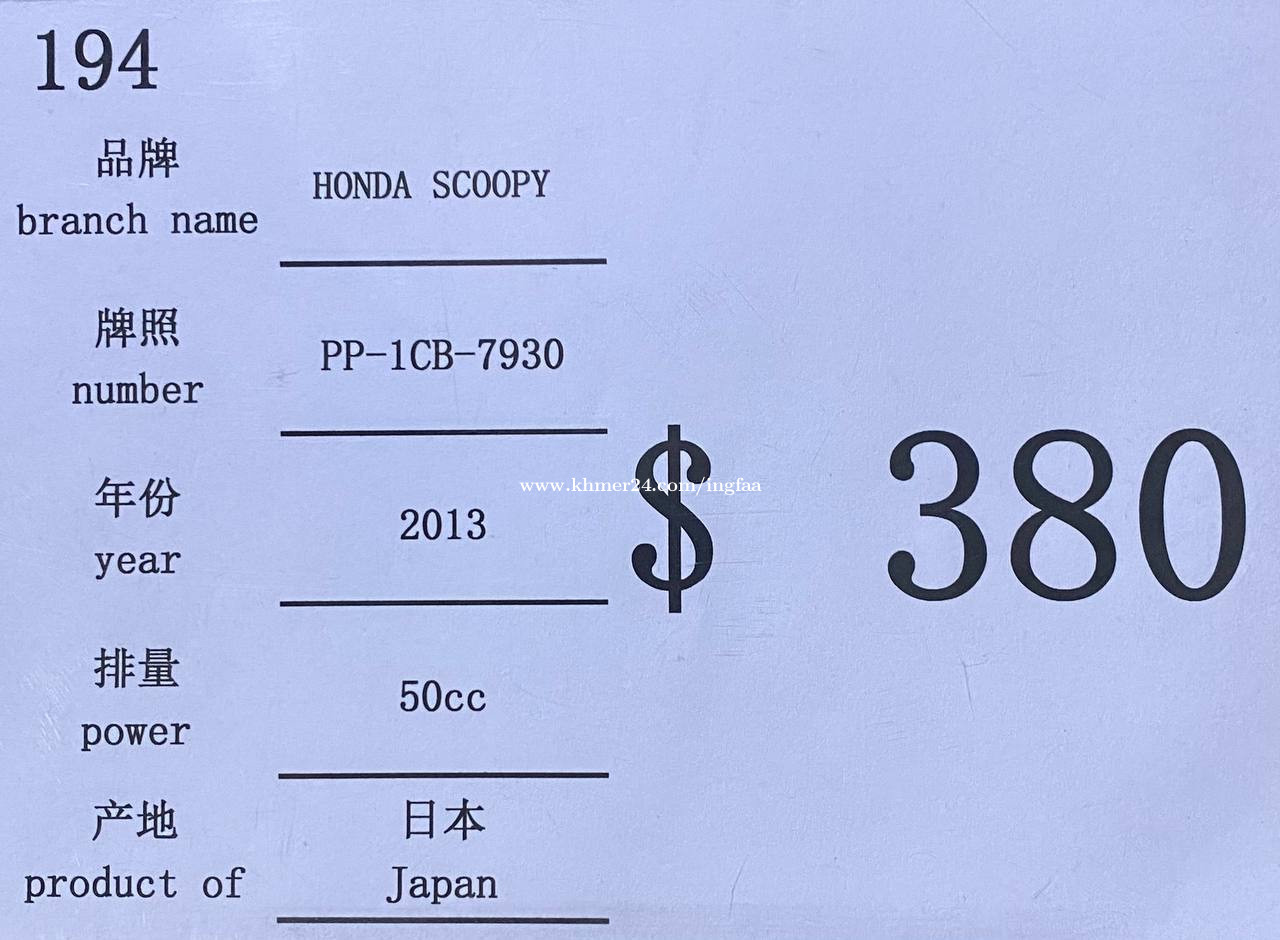 194
品牌
branch name
HONDA SCOOPY
牌照
number
PP-1CB-7930
年份
year
2013
排量
power
50cc
产地
product of
日本
Japan
$ 380
www.khmer24.com/ingfaa